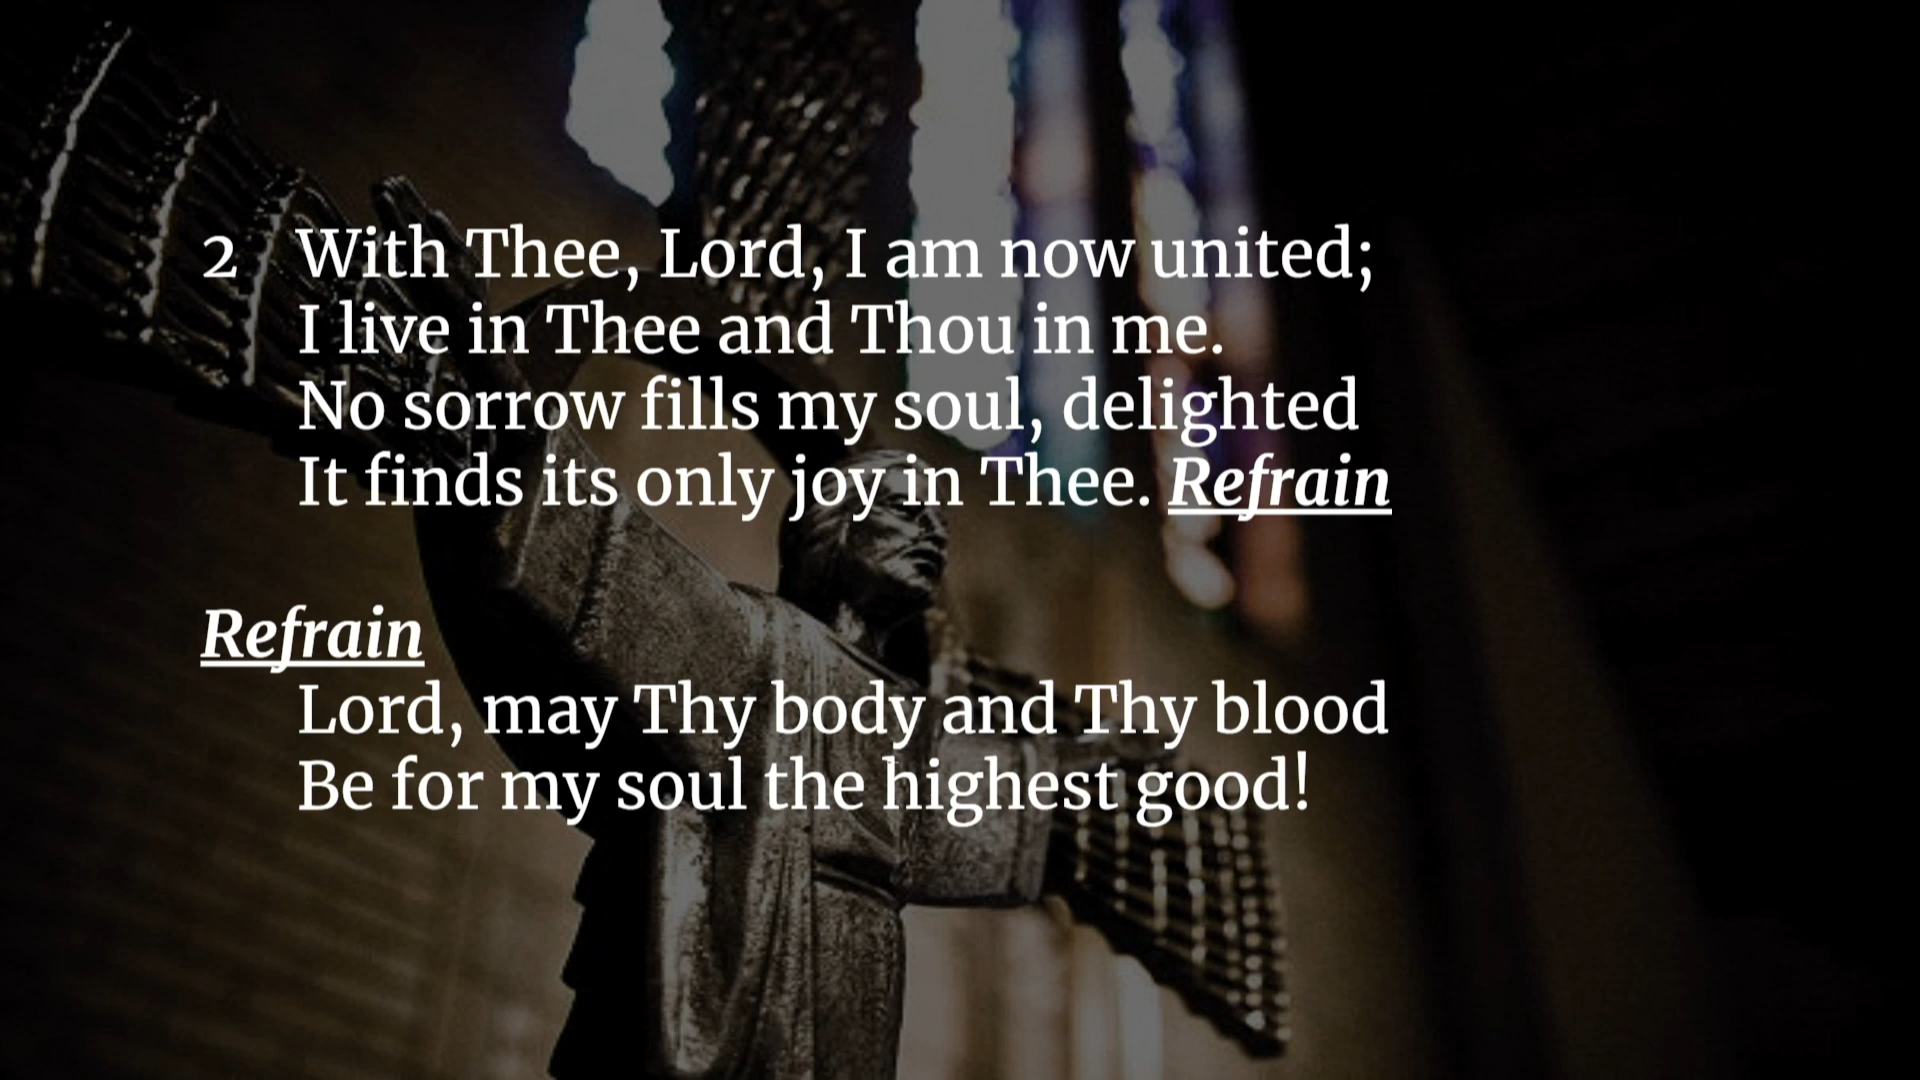 2 With Thee, Lord, I am now united;
I live in Thee and Thou in me.
No sorrow fills my soul, delighted
It finds its only joy in Thee. Refrain
Refrain
Lord, may Thy body and Thy blood
Be for my soul the highest good!